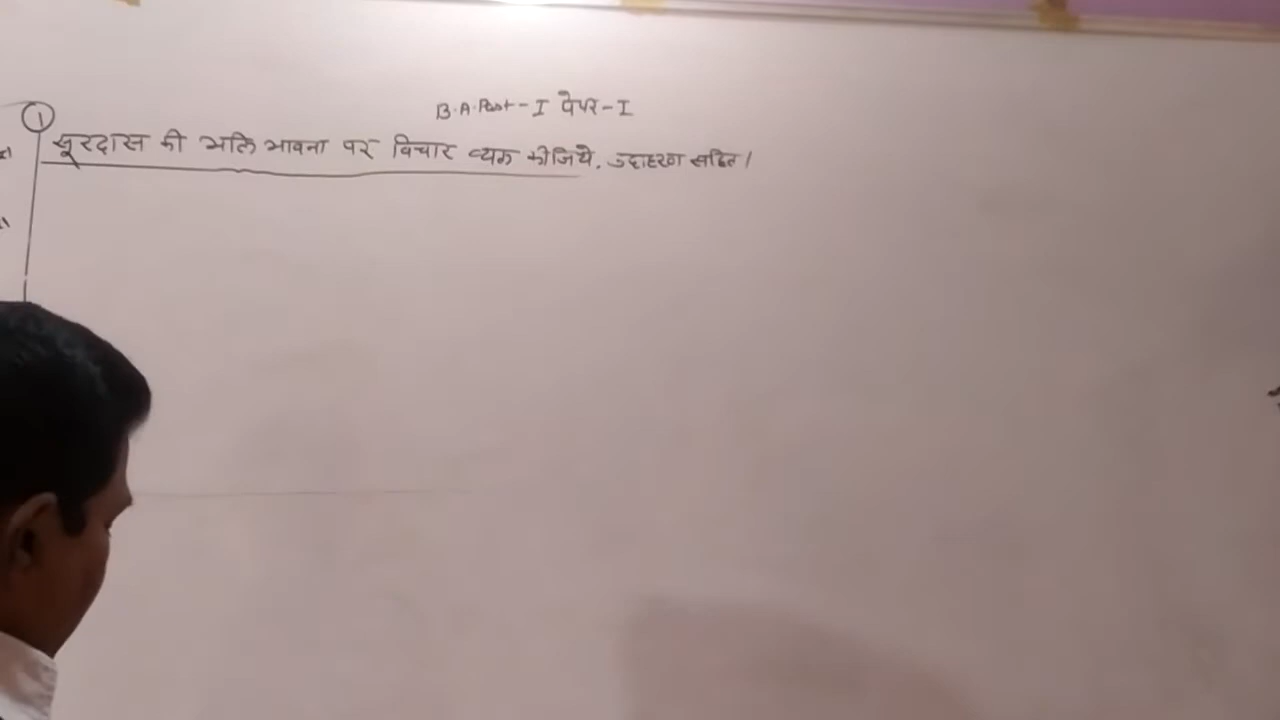 B.A. Part - I पेपर - I
① सूरदास की भक्ति भावना पर विचार व्यक्त कीजिये, उदाहरण सहित।